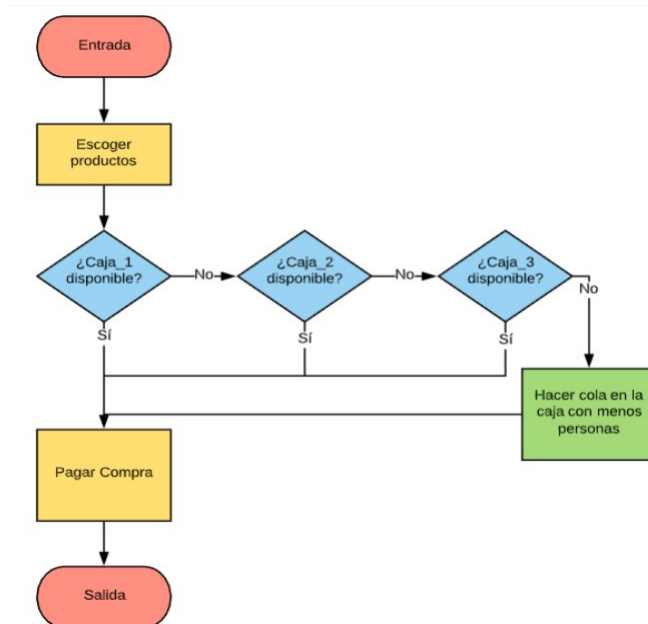 Entrada
Escoger
productos
¿Caja_1
disponible?
No
¿Caja_2
disponible?
No
¿Caja_3
disponible?
No
Sí
Sí
Sí
Hacer cola en la
caja con menos
personas
Pagar Compra
Salida